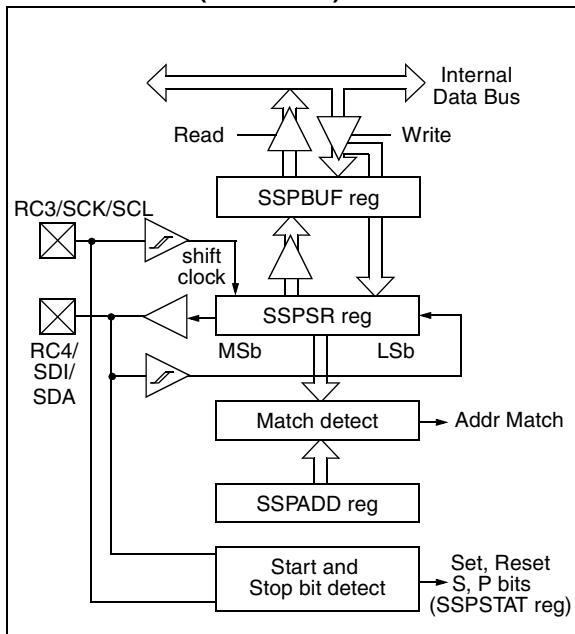 Internal
Data Bus
Read
Write
SSPBUF reg
RC3/SCK/SCL
shift
clock
SSPSR reg
MSb
LSb
RC4/
SDI/
SDA
Match detect
Addr Match
SSPADD reg
Start and
Stop bit detect
Set, Reset
S, P bits
(SSPSTAT reg)